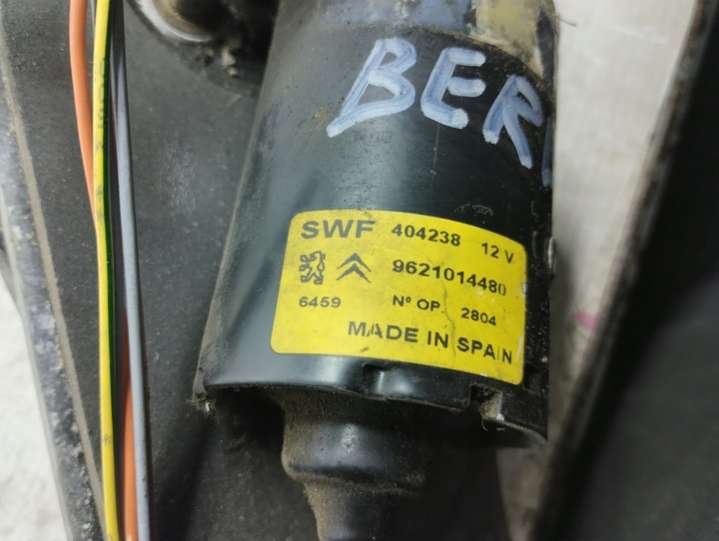 BER
SWF 404238 12 V
9621014480
6459 Nº OP. 2804
MADE IN SPAIN